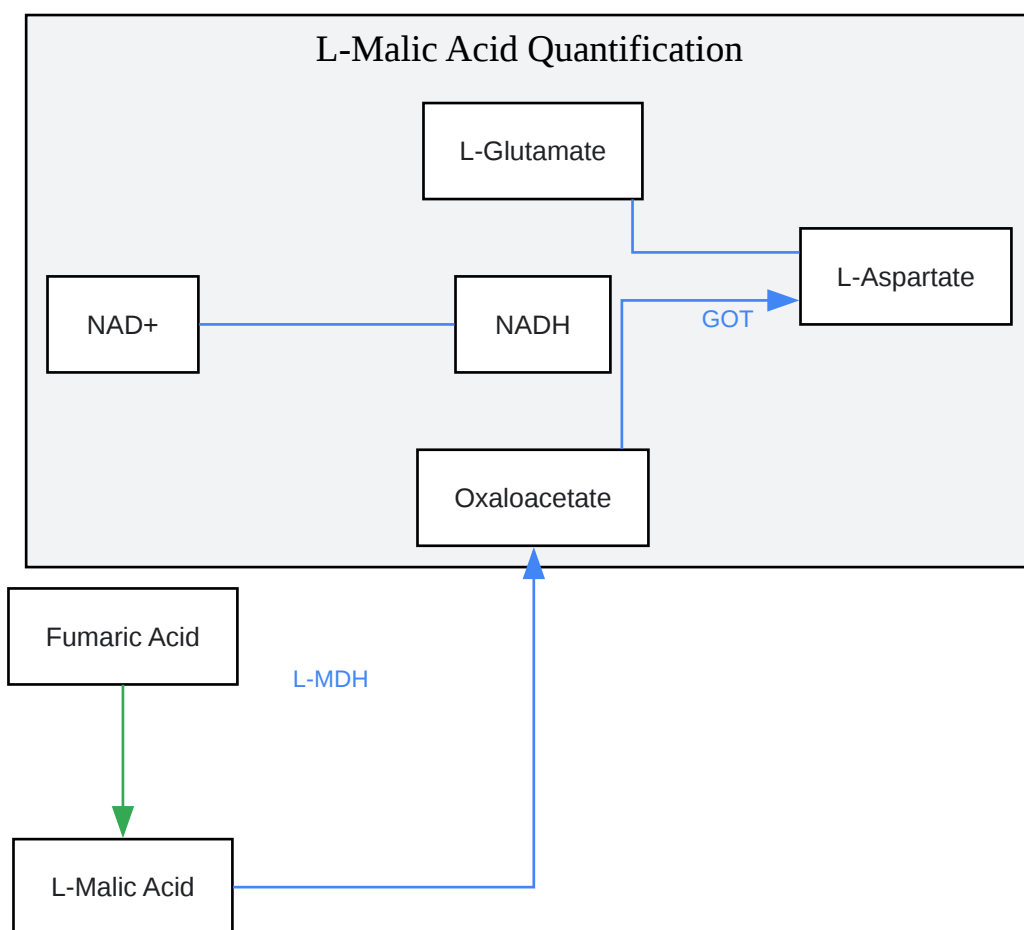 L-Malic Acid Quantification
L-Glutamate
L-Aspartate
NAD+
NADH
GOT
Oxaloacetate
Fumaric Acid
L-MDH
L-Malic Acid